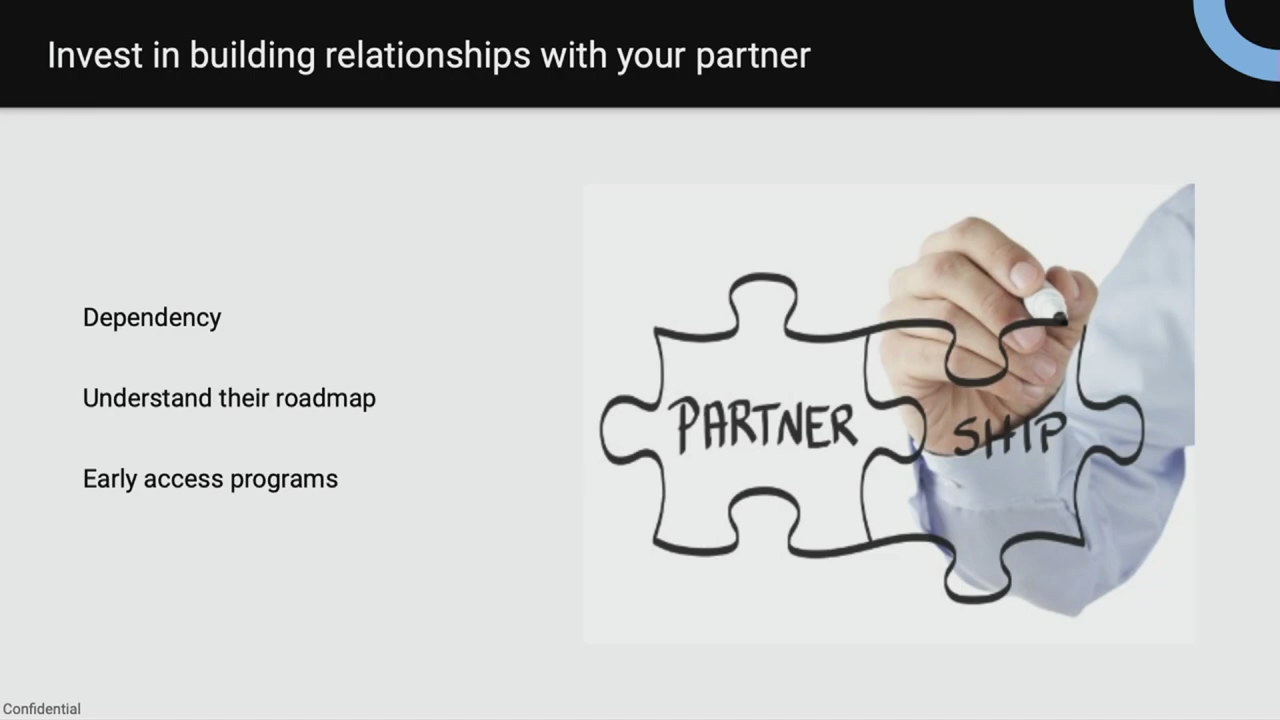 Invest in building relationships with your partner
Dependency
Understand their roadmap
Early access programs
PARTNER SHIP
Confidential